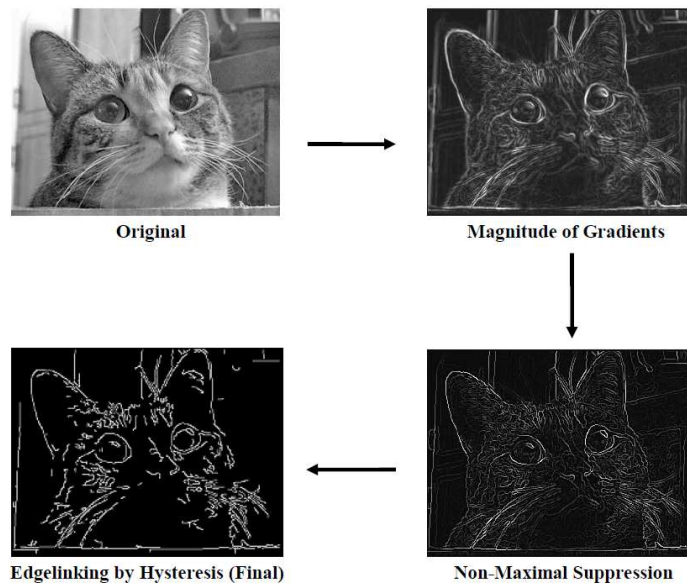 Original
Magnitude of Gradients
Edgelinking by Hysteresis (Final)
Non-Maximal Suppression